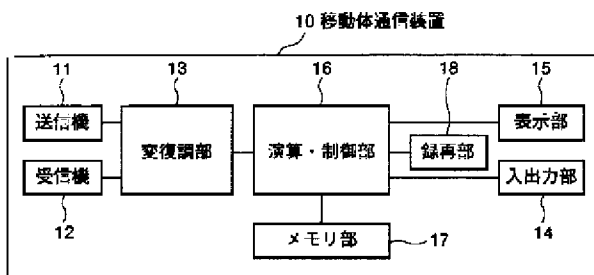 10 移動体通信装置
11
13
16
18
15
送信機
変復調部
演算・制御部
録再部
表示部
受信機
入出力部
12
メモリ部
17
14